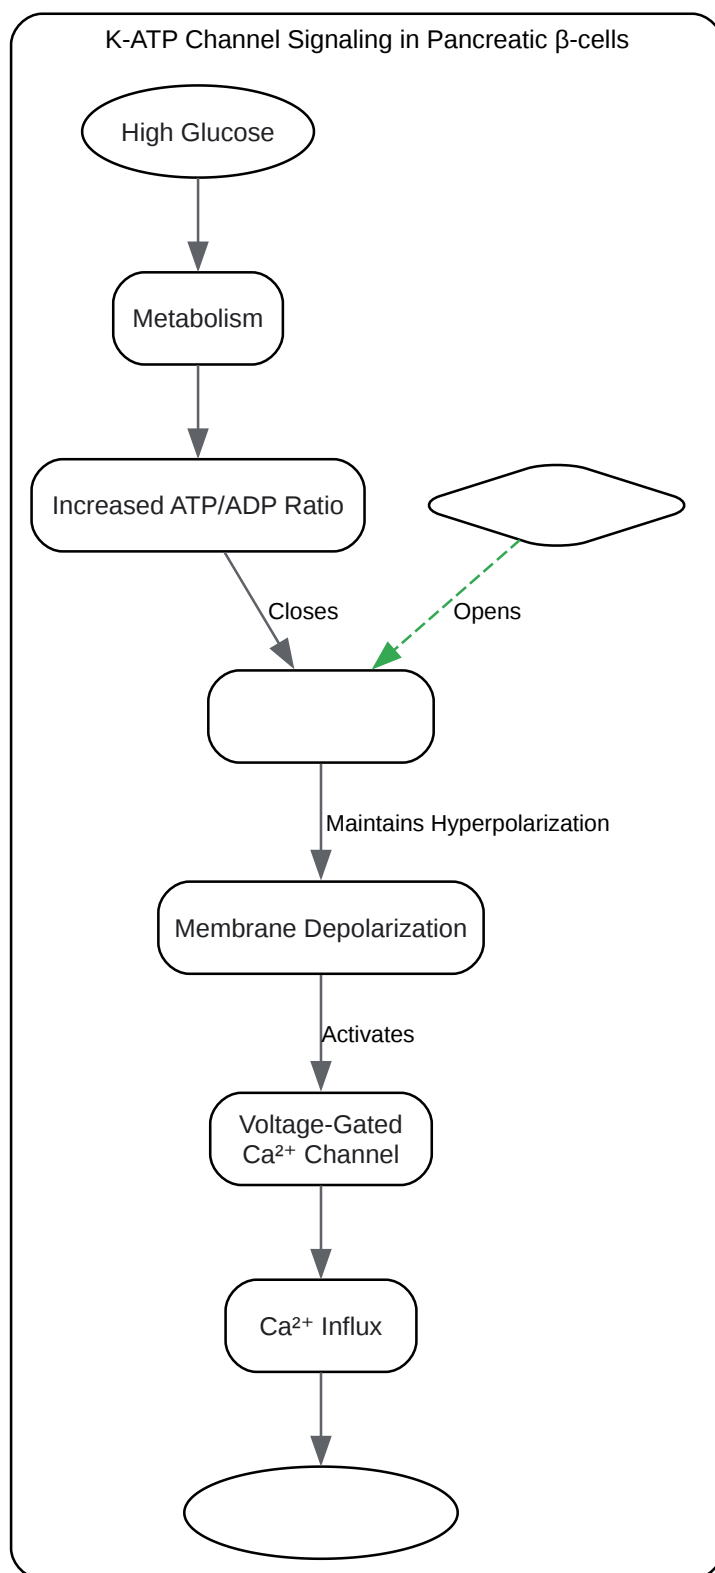 K-ATP Channel Signaling in Pancreatic β-cells
High Glucose
Metabolism
Increased ATP/ADP Ratio
Closes
Opens
Maintains Hyperpolarization
Membrane Depolarization
Activates
Voltage-Gated
Ca²⁺ Channel
Ca²⁺ Influx